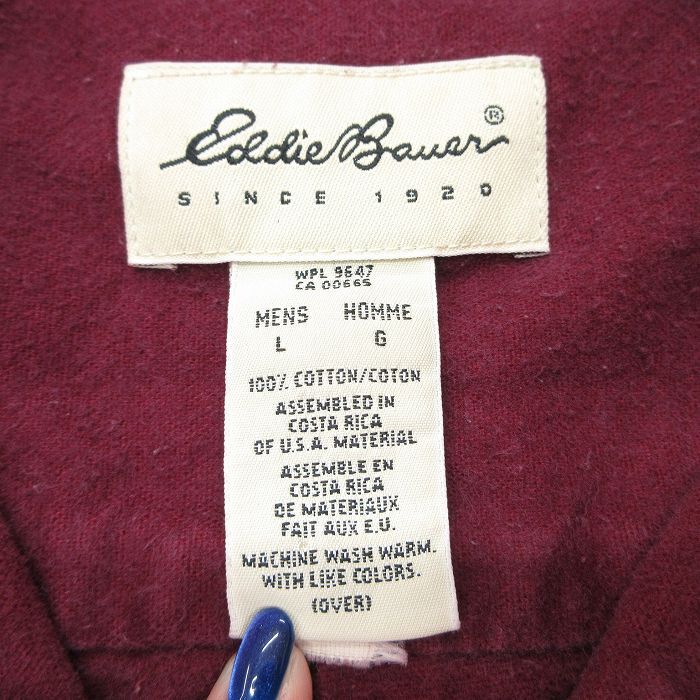 Eddie Bauer ®
SINCE 1920
WPL 9647
CA 00665
MENS HOMME
L G
100% COTTON/COTON
ASSEMBLED IN
COSTA RICA
OF U.S.A. MATERIAL
ASSEMBLE EN
COSTA RICA
DE MATERIAUX
FAIT AUX E.U.
MACHINE WASH WARM.
WITH LIKE COLORS.
(OVER)